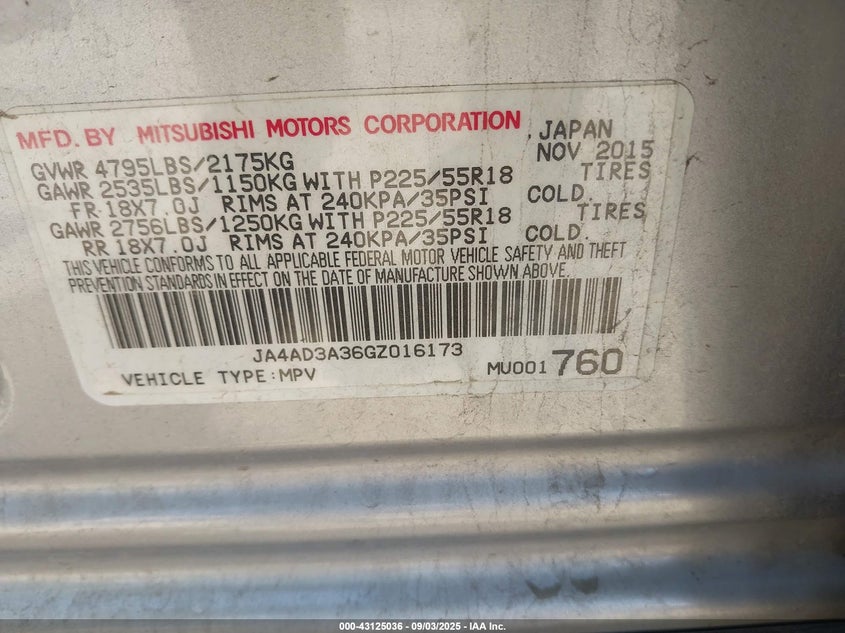 MFD. BY MITSUBISHI MOTORS CORPORATION , JAPAN
GVWR 4795LBS/2175KG NOV 2015
GAWR 2535LBS/1150KG WITH P225/55R18 TIRES
FR 18X7.0J RIMS AT 240KPA/35PSI COLD.
GAWR 2756LBS/1250KG WITH P225/55R18 TIRES
RR 18X7.0J RIMS AT 240KPA/35PSI COLD.
THIS VEHICLE CONFORMS TO ALL APPLICABLE FEDERAL MOTOR VEHICLE SAFETY AND THEFT
PREVENTION STANDARDS IN EFFECT ON THE DATE OF MANUFACTURE SHOWN ABOVE.
JA4AD3A36GZ016173
VEHICLE TYPE:MPV MU001760
000-43125036 - 09/03/2025 - IAA Inc.